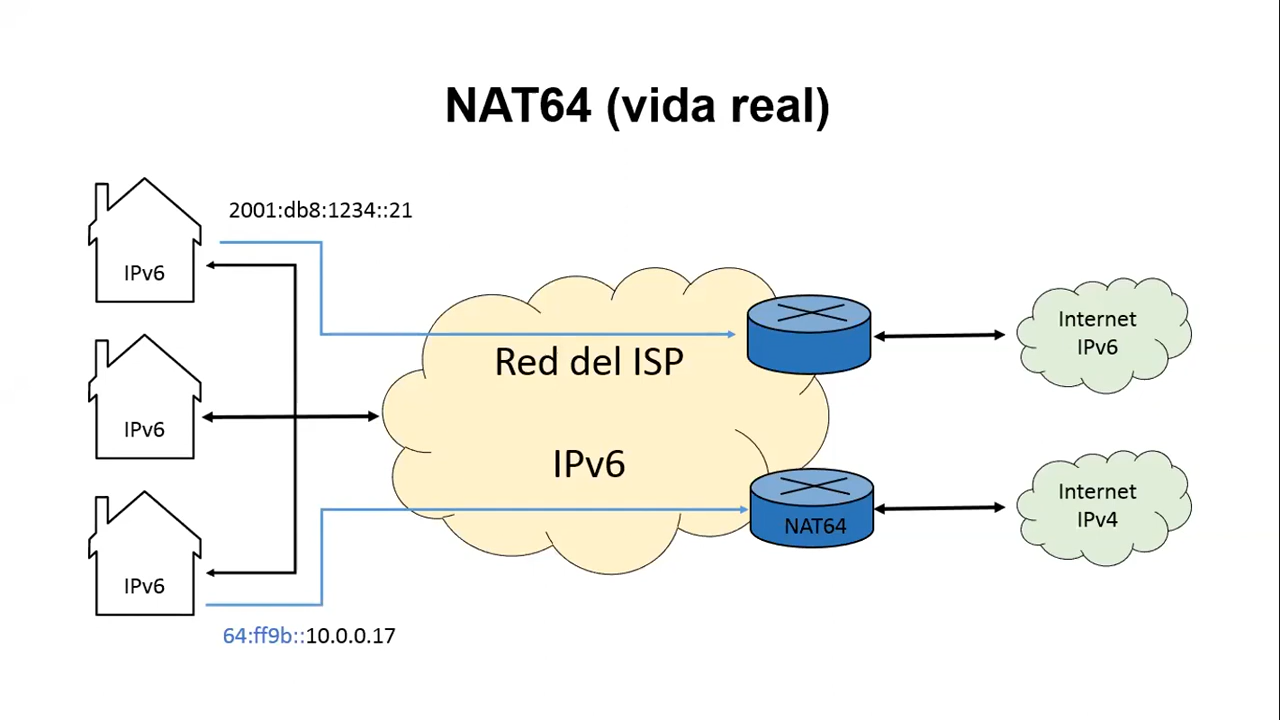 NAT64 (vida real)
2001:db8:1234::21
IPv6
IPv6
IPv6
64:ff9b::10.0.0.17
Red del ISP
IPv6
NAT64
Internet
IPv6
Internet
IPv4